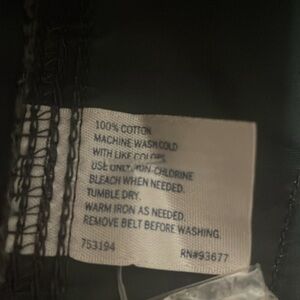 100% COTTON
MACHINE WASH COLD
WITH LIKE COLORS
USE ONLY NON-CHLORINE
BLEACH WHEN NEEDED.
TUMBLE DRY.
WARM IRON AS NEEDED.
REMOVE BELT BEFORE WASHING.
753194 RN#93677